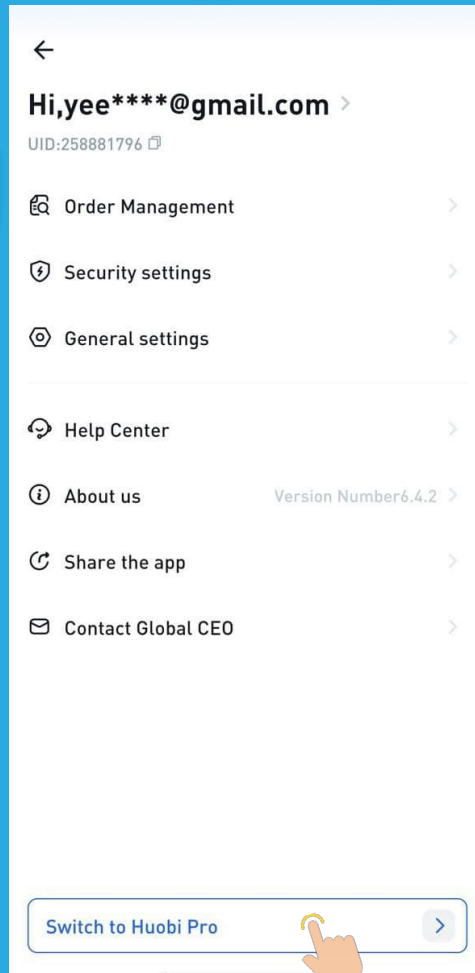 Hi,yee****@gmail.com
UID:258881796
Order Management
Security settings
General settings
Help Center
About us Version Number6.4.2
Share the app
Contact Global CEO
Switch to Huobi Pro